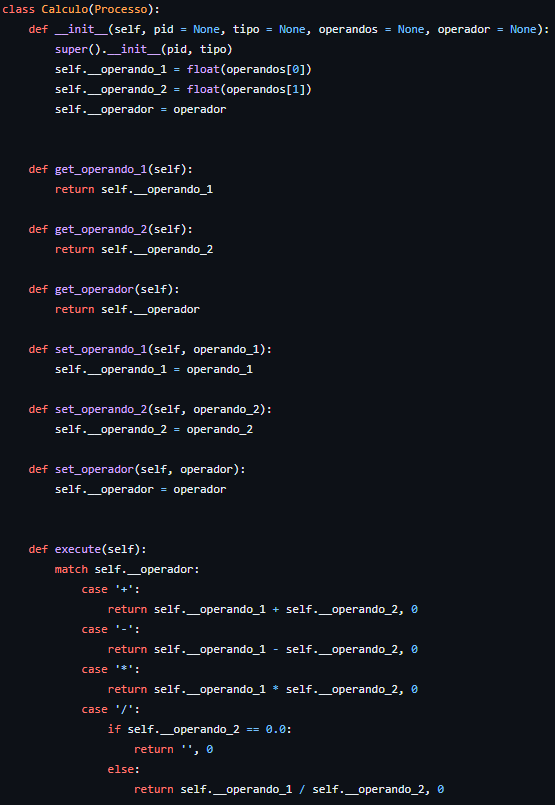 class Calculo(Processo):
    def __init__(self, pid = None, tipo = None, operandos = None, operador = None):
        super().__init__(pid, tipo)
        self.__operando_1 = float(operandos[0])
        self.__operando_2 = float(operandos[1])
        self.__operador = operador
    def get_operando_1(self):
        return self.__operando_1
    def get_operando_2(self):
        return self.__operando_2
    def get_operador(self):
        return self.__operador
    def set_operando_1(self, operando_1):
        self.__operando_1 = operando_1
    def set_operando_2(self, operando_2):
        self.__operando_2 = operando_2
    def set_operador(self, operador):
        self.__operador = operador
    def execute(self):
        match self.__operador:
            case '+':
                return self.__operando_1 + self.__operando_2, 0
            case '-':
                return self.__operando_1 - self.__operando_2, 0
            case '*':
                return self.__operando_1 * self.__operando_2, 0
            case '/':
                if self.__operando_2 == 0.0:
                    return '', 0
                else:
                    return self.__operando_1 / self.__operando_2, 0